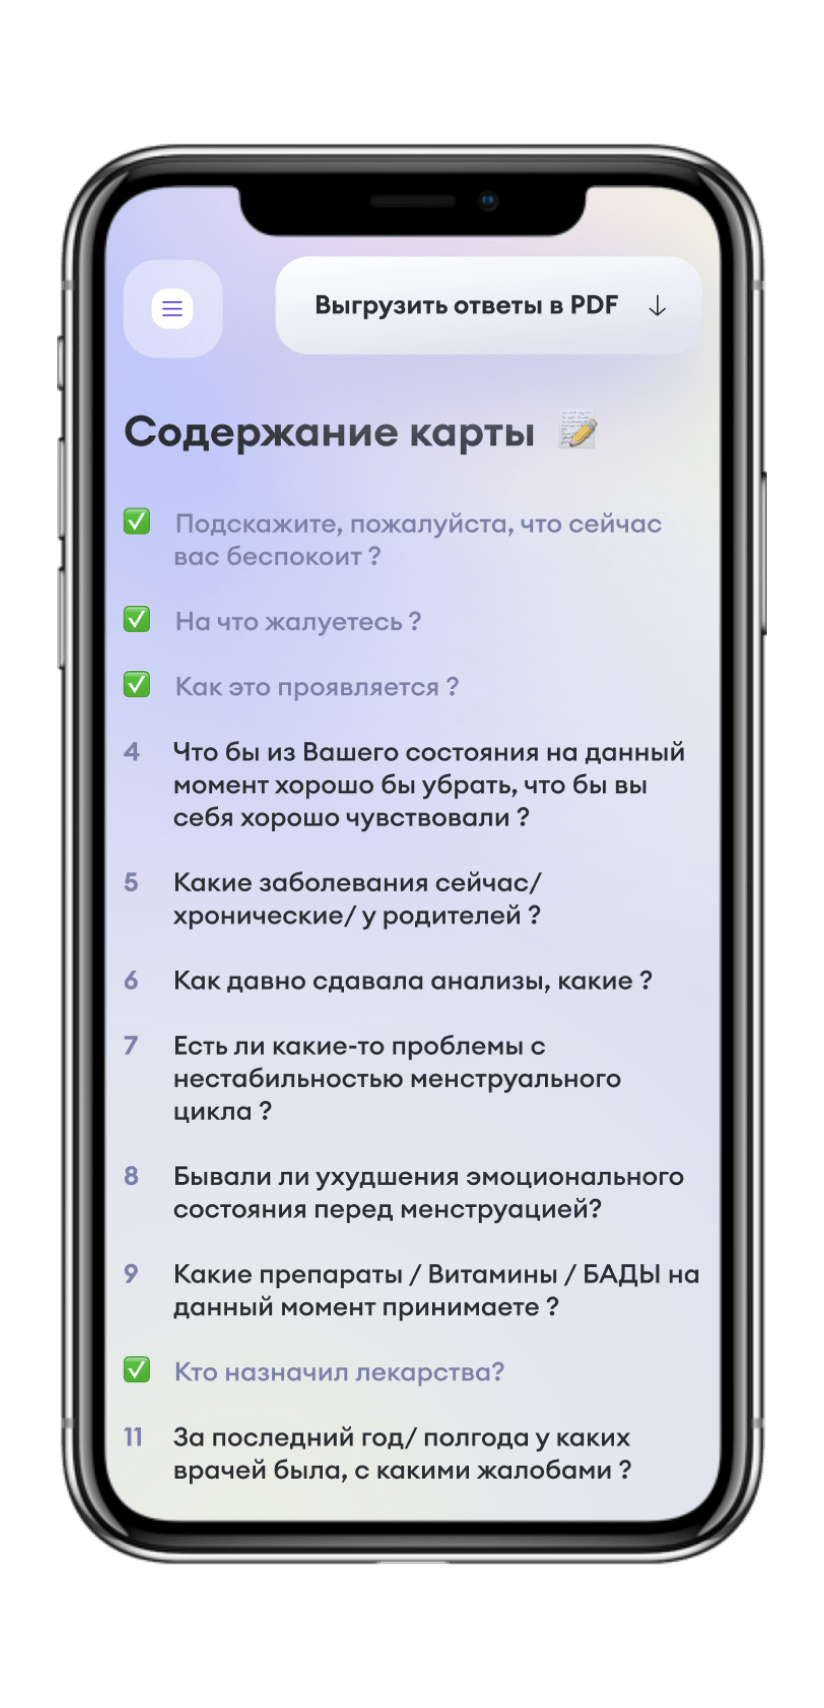 Выгрузить ответы в PDF ↓
Содержание карты
Подскажите, пожалуйста, что сейчас
вас беспокоит ?
На что жалуетесь ?
Как это проявляется ?
4 Что бы из Вашего состояния на данный
момент хорошо бы убрать, что бы вы
себя хорошо чувствовали ?
5 Какие заболевания сейчас/
хронические/ у родителей ?
6 Как давно сдавала анализы, какие ?
7 Есть ли какие-то проблемы с
нестабильностью менструального
цикла ?
8 Бывали ли ухудшения эмоционального
состояния перед менструацией?
9 Какие препараты / Витамины / БАДЫ на
данный момент принимаете ?
Кто назначил лекарства?
11 За последний год/ полгода у каких
врачей была, с какими жалобами ?